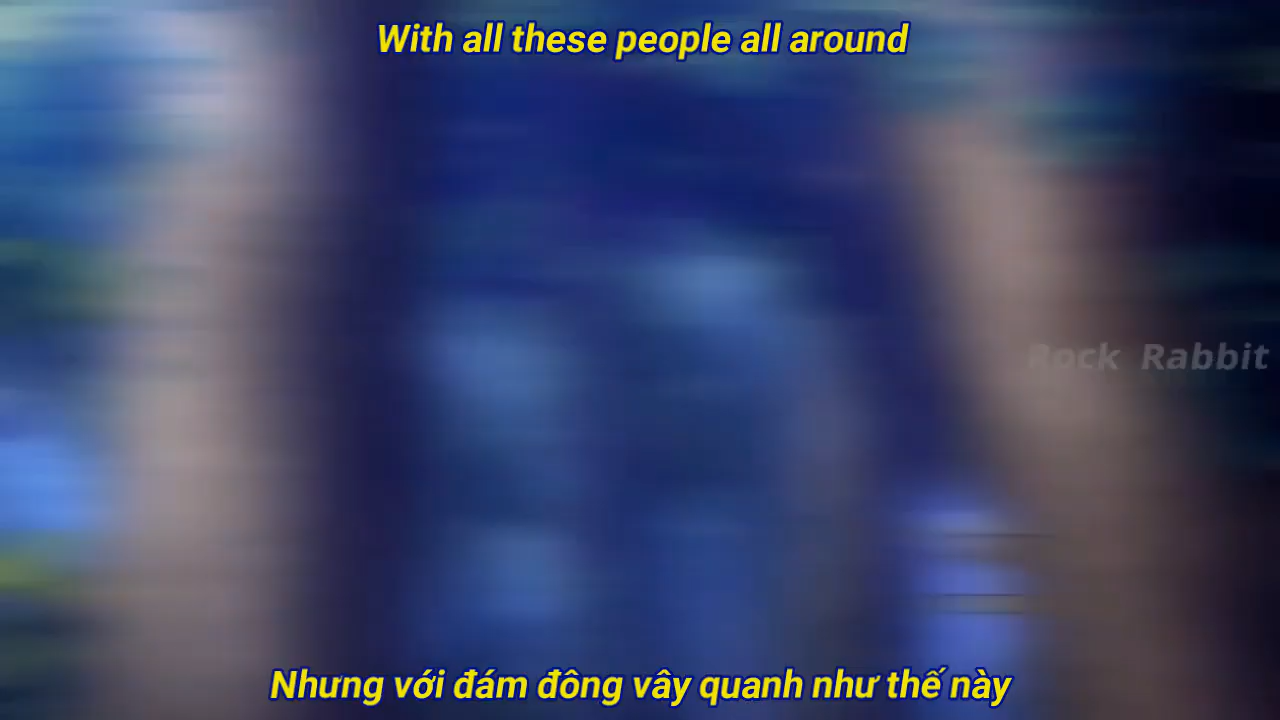 With all these people all around
Rock Rabbit
Nhưng với đám đông vây quanh như thế này